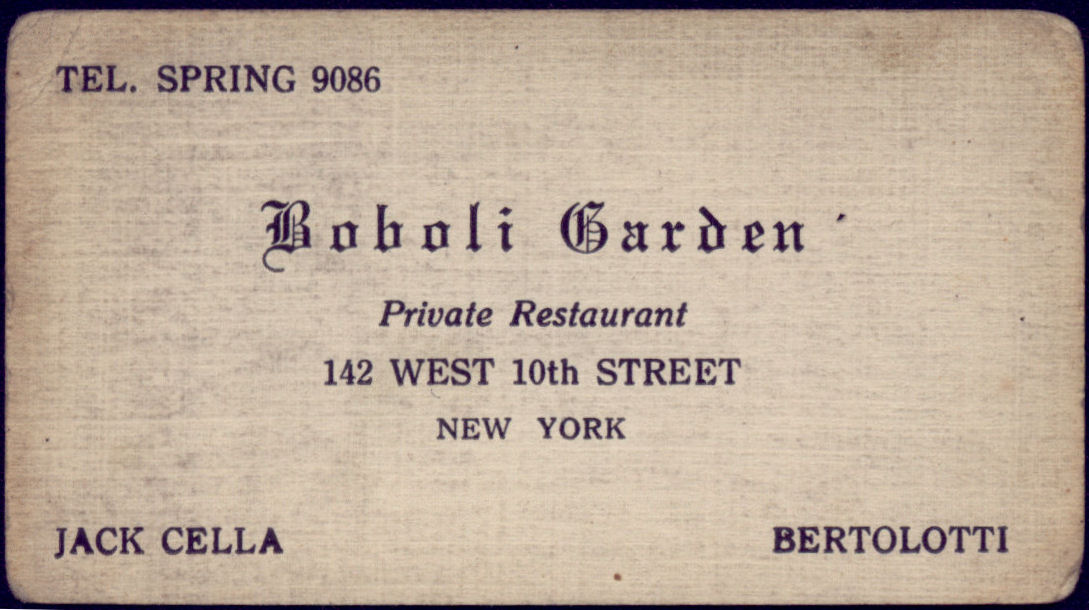 TEL. SPRING 9086
Boboli Garden
Private Restaurant
142 WEST 10th STREET
NEW YORK
JACK CELLA
BERTOLOTTI